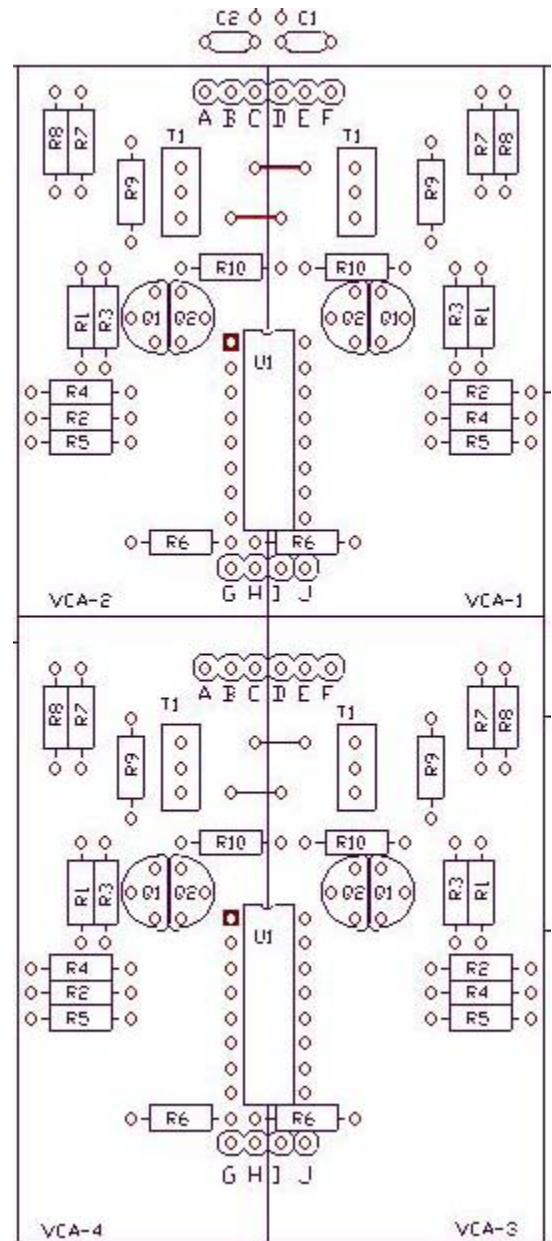 C2 C1
A B C D E F
R8 R7 T1 T1 R7 R8
R9 R9
R10 R10
R1 R3 Q1 Q2 Q2 Q1 R3 R1
U1
R4 R2
R2 R4
R5 R5
R6 R6
G H I J
VCA-2 VCA-1
A B C D E F
R8 R7 T1 T1 R7 R8
R9 R9
R10 R10
R1 R3 Q1 Q2 Q2 Q1 R3 R1
U1
R4 R2
R2 R4
R5 R5
R6 R6
G H I J
VCA-4 VCA-3